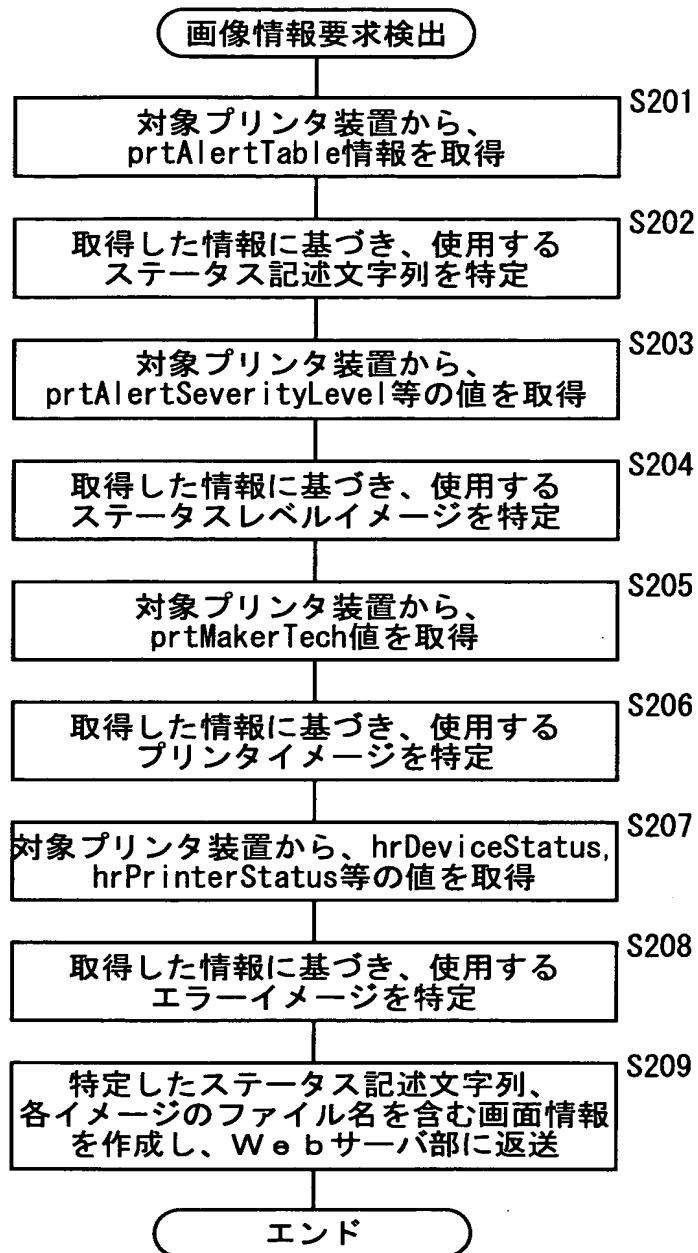 画像情報要求検出
S201
対象プリンタ装置から、
prtAlertTable情報を取得
S202
取得した情報に基づき、使用する
ステータス記述文字列を特定
S203
対象プリンタ装置から、
prtAlertSeverityLevel等の値を取得
S204
取得した情報に基づき、使用する
ステータスレベルイメージを特定
S205
対象プリンタ装置から、
prtMakerTech値を取得
S206
取得した情報に基づき、使用する
プリンタイメージを特定
S207
対象プリンタ装置から、hrDeviceStatus,
hrPrinterStatus等の値を取得
S208
取得した情報に基づき、使用する
エラーイメージを特定
S209
特定したステータス記述文字列、
各イメージのファイル名を含む画面情報
を作成し、Ｗｅｂサーバ部に返送
エンド